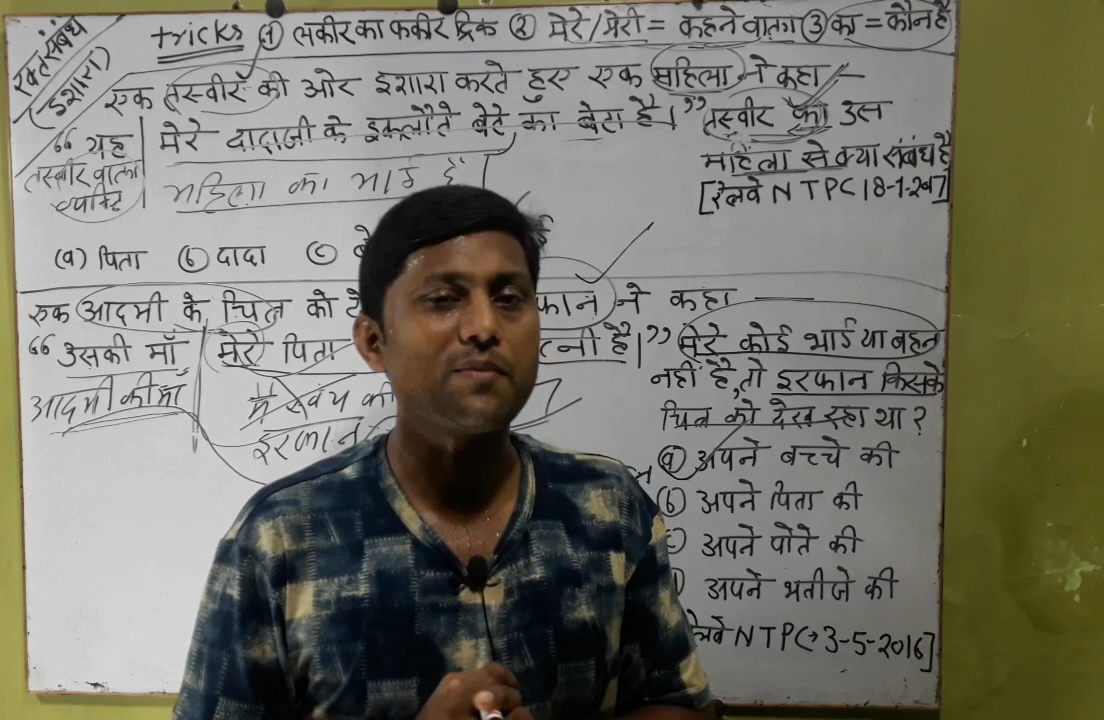 रक्त संबंध
(इशारा)
tricks ① लकीर का फकीर ट्रिक ② मेरे/मेरी = कहने वाला ③ का = कौन है
एक तस्वीर की ओर इशारा करते हुए एक महिला ने कहा —
“यह
तस्वीर वाला
व्यक्ति
मेरे दादाजी के इकलौते बेटे का बेटा है।” तस्वीर का उस
महिला से क्या संबंध है
महिला का भाई है
[रेलवे NTPC 18-1-2017]
(a) पिता (b) दादा (c)
एक आदमी के चित्र को ने कहा —
“उसकी माँ मेरे पिता है।” मेरे कोई भाई या बहन
नहीं है, तो इरफान किसके
आदमी की माँ मैं स्वंय की
इरफान
चित्र को देख रहा था ?
(a) अपने बच्चे की
(b) अपने पिता की
अपने पोते की
अपने भतीजे की
NTPC→3-5-2016]